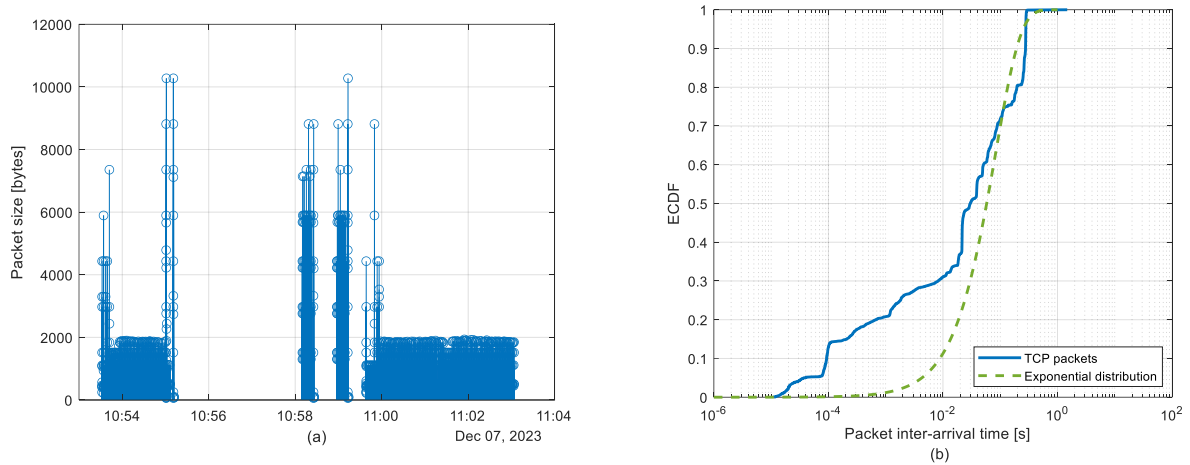 12000
10000
8000
6000
4000
2000
0
Packet size [bytes]
10:54 10:56 10:58 11:00 11:02 11:04
(a) Dec 07, 2023
1
0.9
0.8
0.7
0.6
0.5
0.4
0.3
0.2
0.1
0
ECDF
TCP packets
Exponential distribution
10^-6 10^-4 10^-2 10^0 10^2
Packet inter-arrival time [s]
(b)